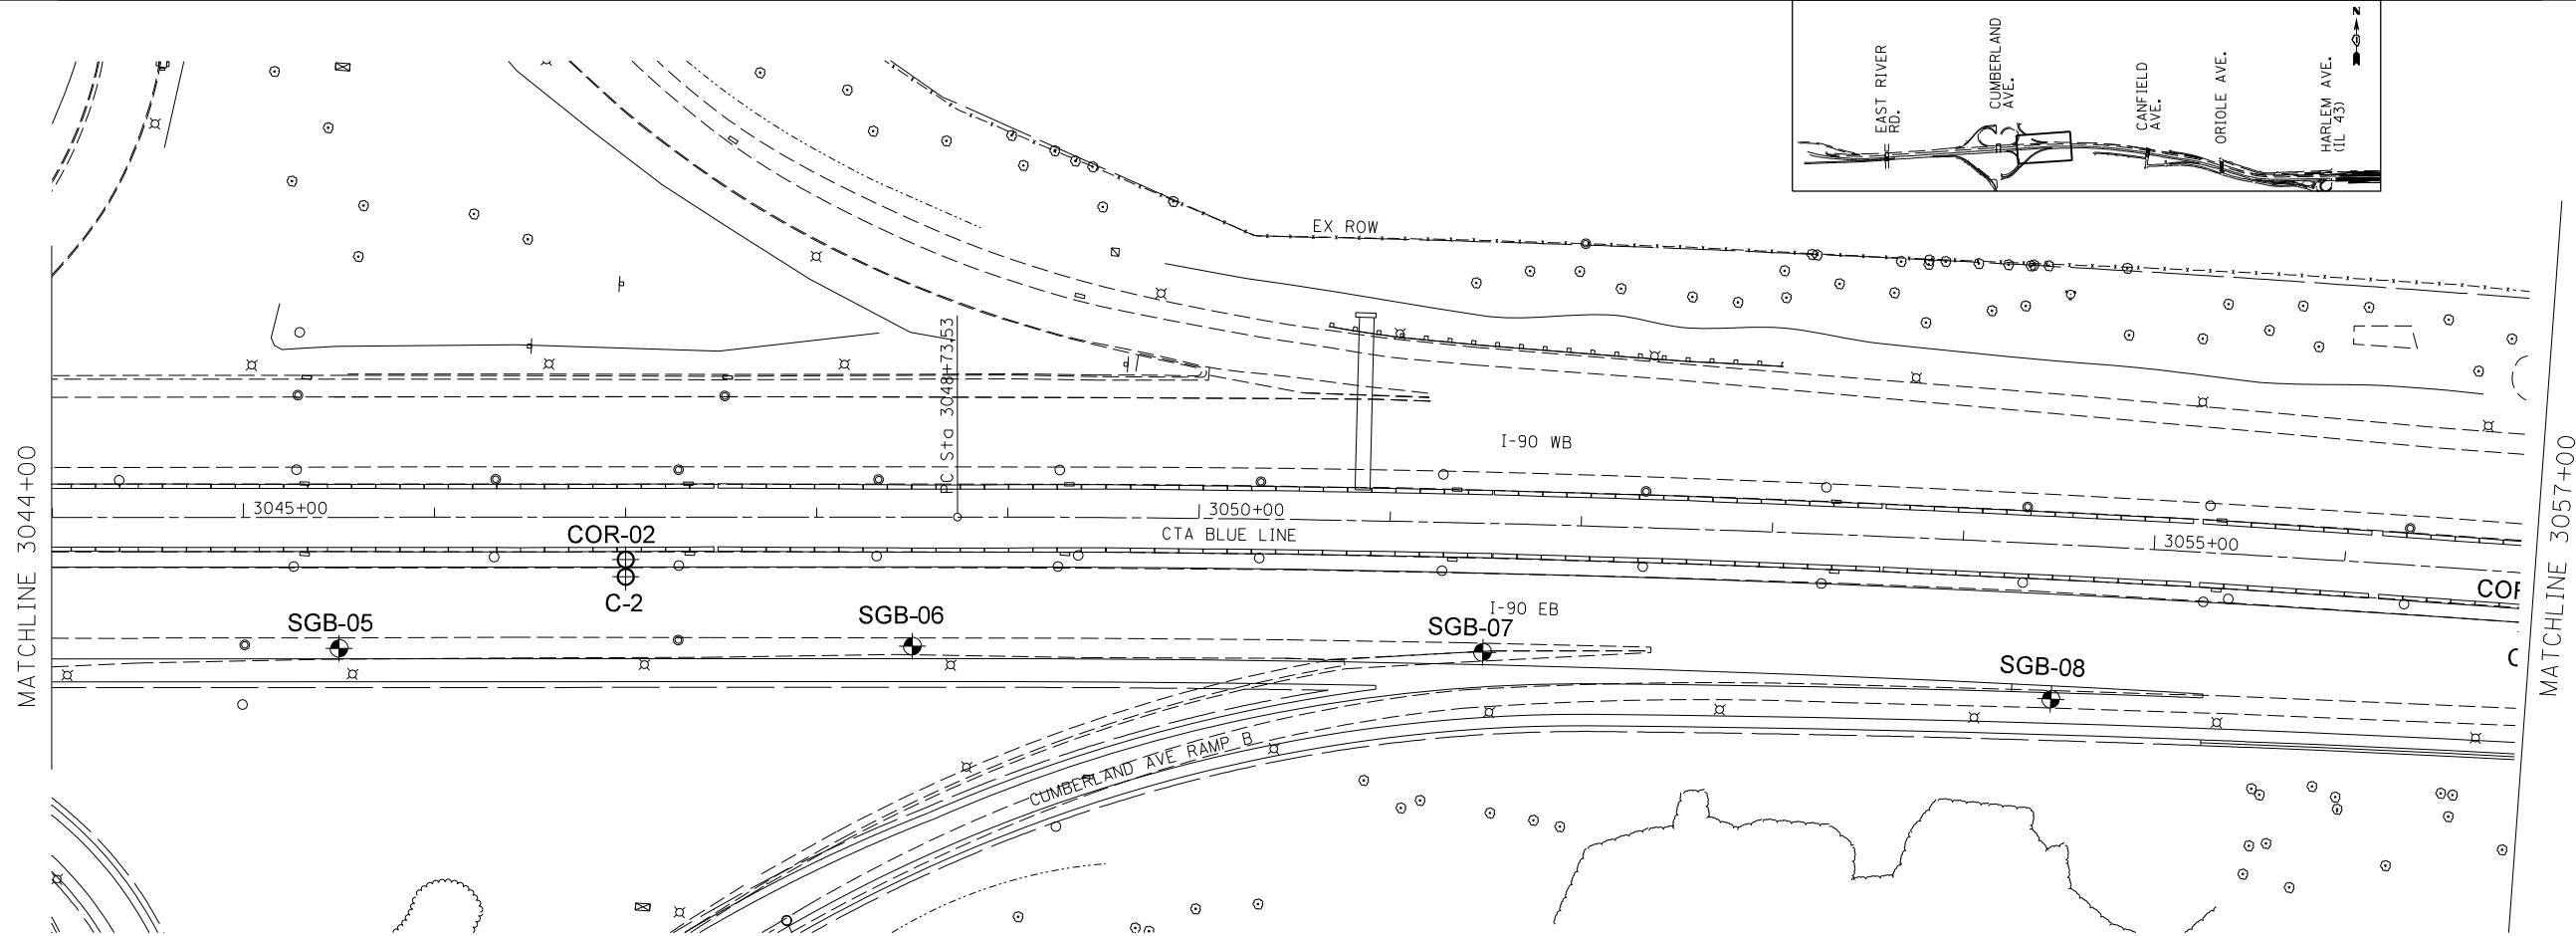 EAST RIVER
RD.
CUMBERLAND
AVE.
CANFIELD
AVE.
ORIOLE AVE.
HARLEM AVE.
(IL 43)
N
EX ROW
PC Sta 3048+73.53
I-90 WB
MATCHLINE 3044+00
MATCHLINE 3057+00
3045+00
3050+00
3055+00
COR-02
CTA BLUE LINE
C-2
COR
SGB-05
SGB-06
I-90 EB
SGB-07
SGB-08
C
CUMBERLAND AVE RAMP B